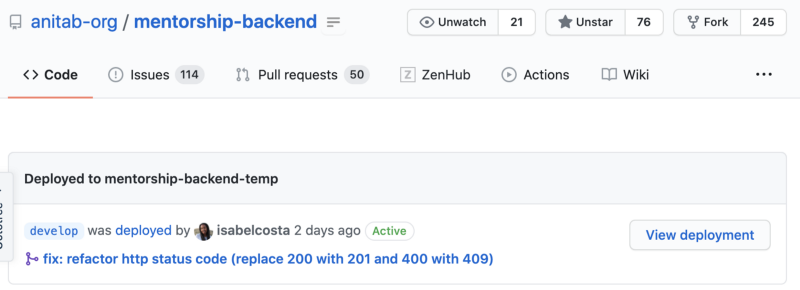 anitab-org / mentorship-backend
Unwatch 21
Unstar 76
Fork 245
Code
Issues 114
Pull requests 50
ZenHub
Actions
Wiki
Deployed to mentorship-backend-temp
develop was deployed by isabelcosta 2 days ago Active
View deployment
fix: refactor http status code (replace 200 with 201 and 400 with 409)